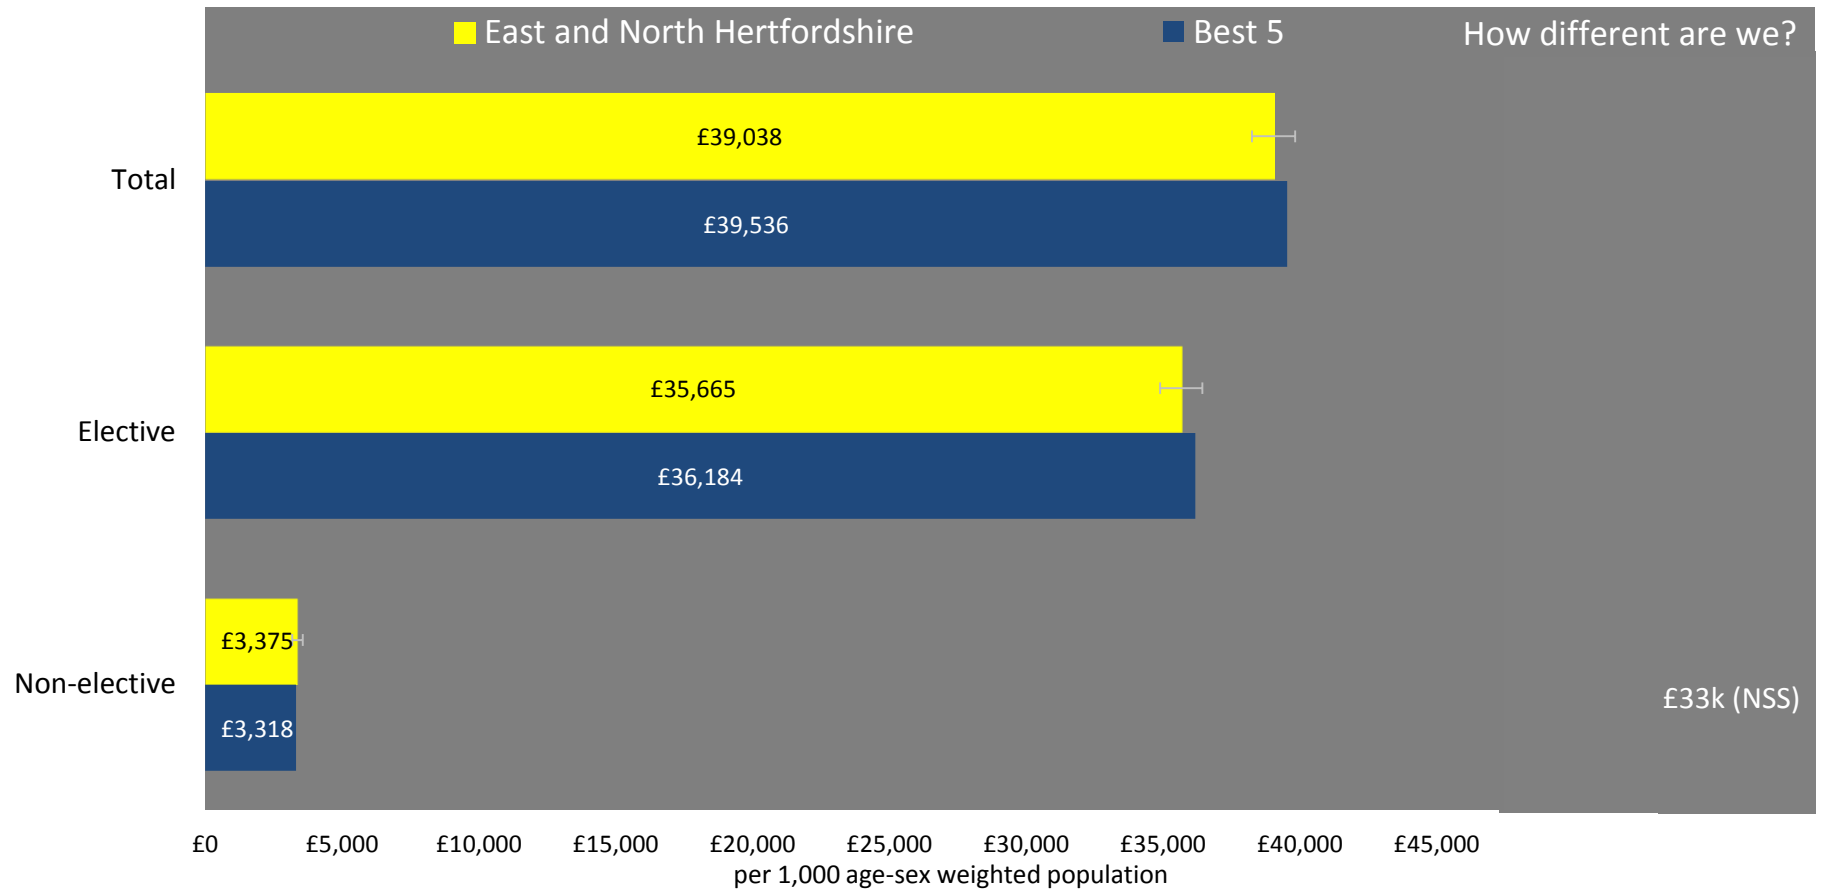 East and North Hertfordshire Best 5 How different are we?
Total
£39,038
£39,536
Elective
£35,665
£36,184
Non-elective
£3,375
£3,318
£33k (NSS)
£0 £5,000 £10,000 £15,000 £20,000 £25,000 £30,000 £35,000 £40,000 £45,000
per 1,000 age-sex weighted population